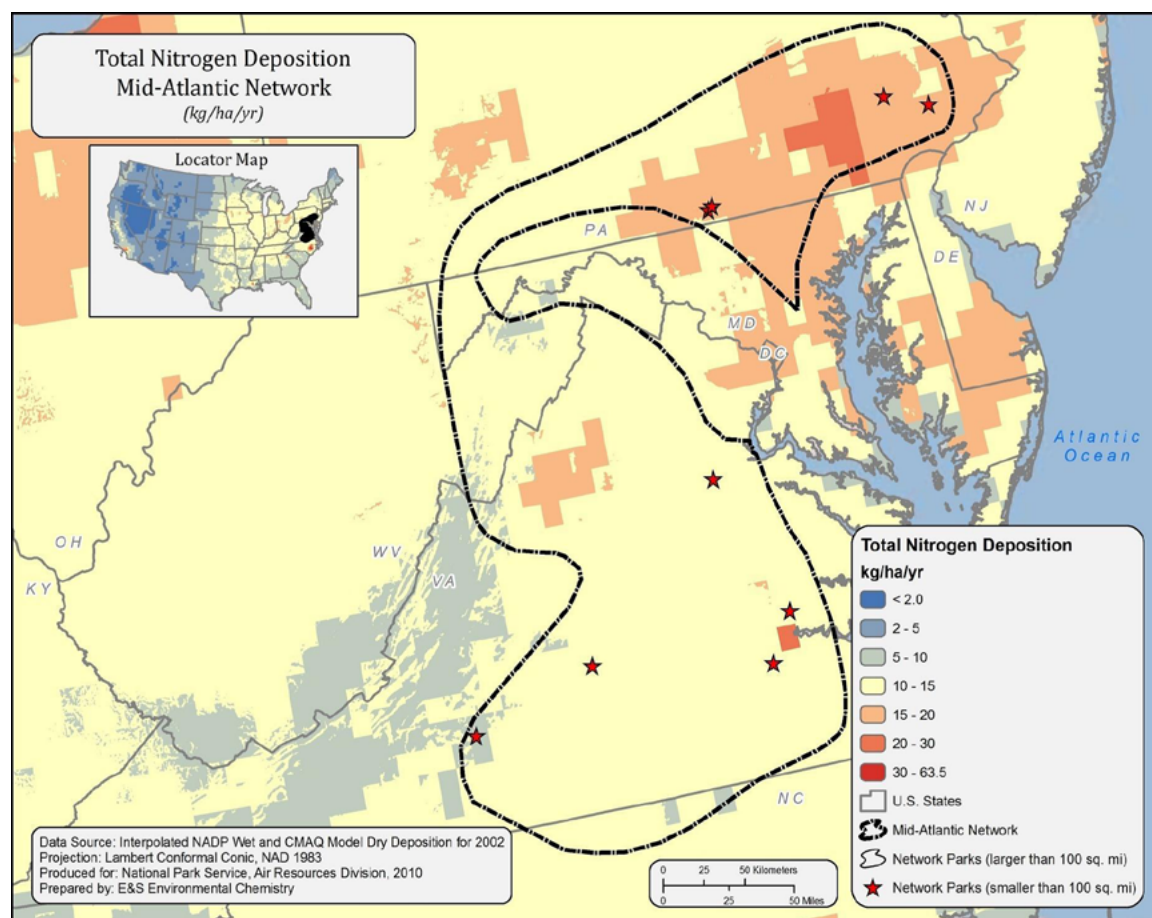 Total Nitrogen Deposition
Mid-Atlantic Network
(kg/ha/yr)
Locator Map
PA
NJ
DE
MD
DC
Atlantic
Ocean
OH
WV
VA
KY
NC
Total Nitrogen Deposition
kg/ha/yr
< 2.0
2 - 5
5 - 10
10 - 15
15 - 20
20 - 30
30 - 63.5
U.S. States
Mid-Atlantic Network
Network Parks (larger than 100 sq. mi)
Network Parks (smaller than 100 sq. mi)
Data Source: Interpolated NADP Wet and CMAQ Model Dry Deposition for 2002
Projection: Lambert Conformal Conic, NAD 1983
Produced for: National Park Service, Air Resources Division, 2010
Prepared by: E&S Environmental Chemistry
0 25 50 Kilometers
0 25 50 Miles